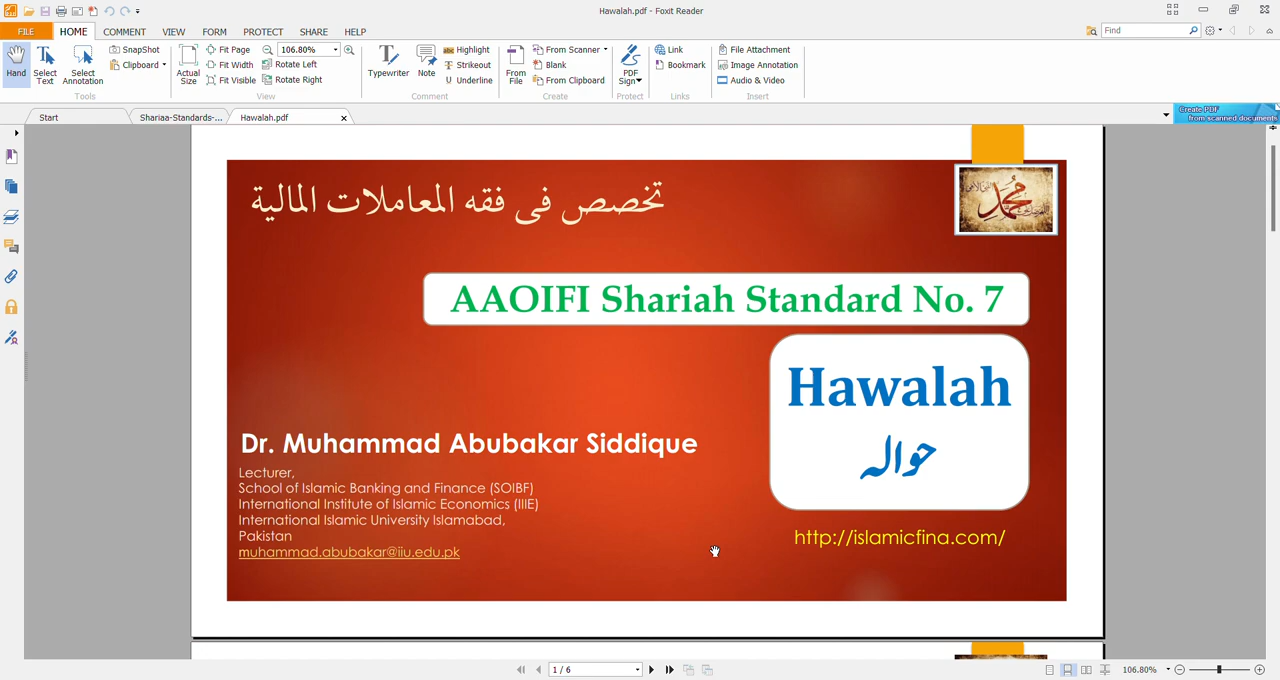 Hawalah.pdf - Foxit Reader
FILE HOME COMMENT VIEW FORM PROTECT SHARE HELP
Find
Hand
Select Text
Select Annotation
SnapShot
Clipboard
Tools
Actual Size
Fit Page
Fit Width
Fit Visible
106.80%
Rotate Left
Rotate Right
View
Typewriter
Note
Highlight
Strikeout
Underline
Comment
From File
From Scanner
Blank
From Clipboard
Create
PDF Sign
Protect
Link
Bookmark
Links
File Attachment
Image Annotation
Audio & Video
Insert
Start
Shariaa-Standards-...
Hawalah.pdf
Create PDF
from scanned documents
تخصص فى فقه المعاملات المالية
محمد
AAOIFI Shariah Standard No. 7
Hawalah
حوالہ
Dr. Muhammad Abubakar Siddique
Lecturer,
School of Islamic Banking and Finance (SOIBF)
International Institute of Islamic Economics (IIIE)
International Islamic University Islamabad,
Pakistan
muhammad.abubakar@iiu.edu.pk
http://islamicfina.com/
1 / 6
106.80%